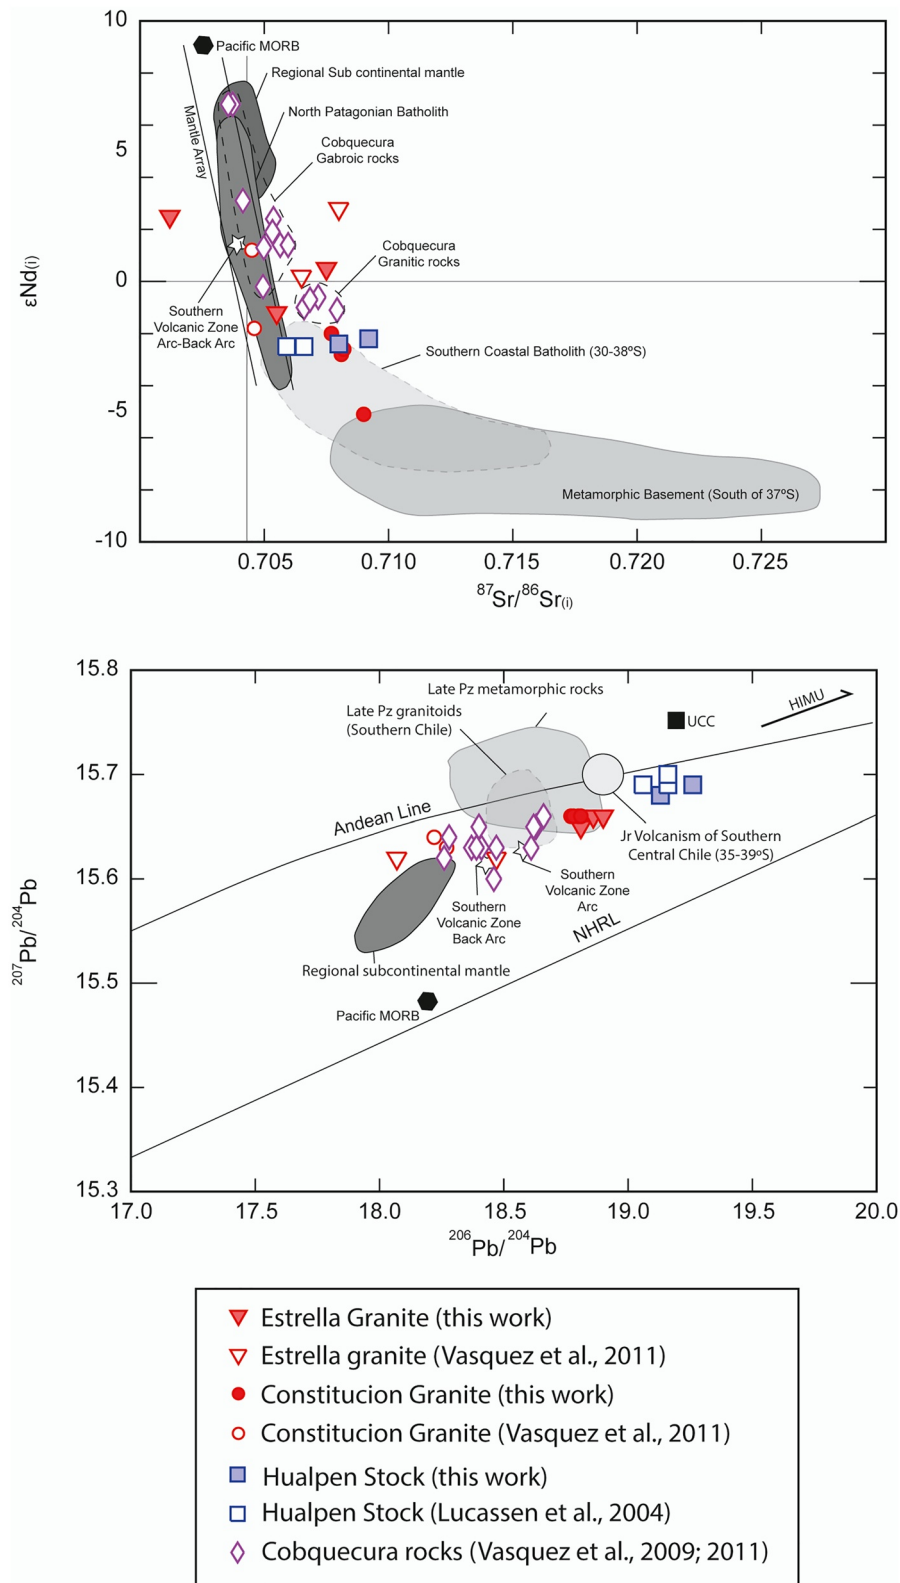 10
5
0
-5
-10
εNd(i)
Pacific MORB
Regional Sub continental mantle
North Patagonian Batholith
Mantle Array
Cobquecura
Gabroic rocks
Cobquecura
Granitic rocks
Southern
Volcanic Zone
Arc-Back Arc
Southern Coastal Batholith (30-38ºS)
Metamorphic Basement (South of 37ºS)
0.705
0.710
0.715
0.720
0.725
87Sr/86Sr(i)
15.8
15.7
15.6
15.5
15.4
15.3
207Pb/204Pb
Late Pz metamorphic rocks
Late Pz granitoids
(Southern Chile)
UCC
HIMU
Andean Line
Jr Volcanism of Southern
Central Chile (35-39ºS)
Southern
Volcanic Zone
Arc
Southern
Volcanic Zone
Back Arc
NHRL
Regional subcontinental mantle
Pacific MORB
17.0
17.5
18.0
18.5
19.0
19.5
20.0
206Pb/204Pb
Estrella Granite (this work)
Estrella granite (Vasquez et al., 2011)
Constitucion Granite (this work)
Constitucion Granite (Vasquez et al., 2011)
Hualpen Stock (this work)
Hualpen Stock (Lucassen et al., 2004)
Cobquecura rocks (Vasquez et al., 2009; 2011)